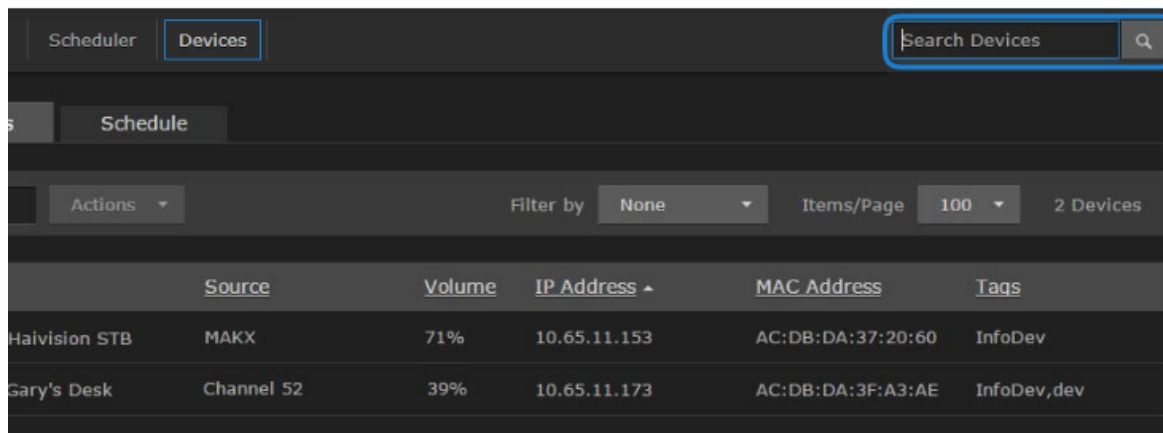 Scheduler Devices Search Devices
Schedule
Actions Filter by None Items/Page 100 2 Devices
Source Volume IP Address MAC Address Tags
Haivision STB MAKX 71% 10.65.11.153 AC:DB:DA:37:20:60 InfoDev
Gary's Desk Channel 52 39% 10.65.11.173 AC:DB:DA:3F:A3:AE InfoDev,dev